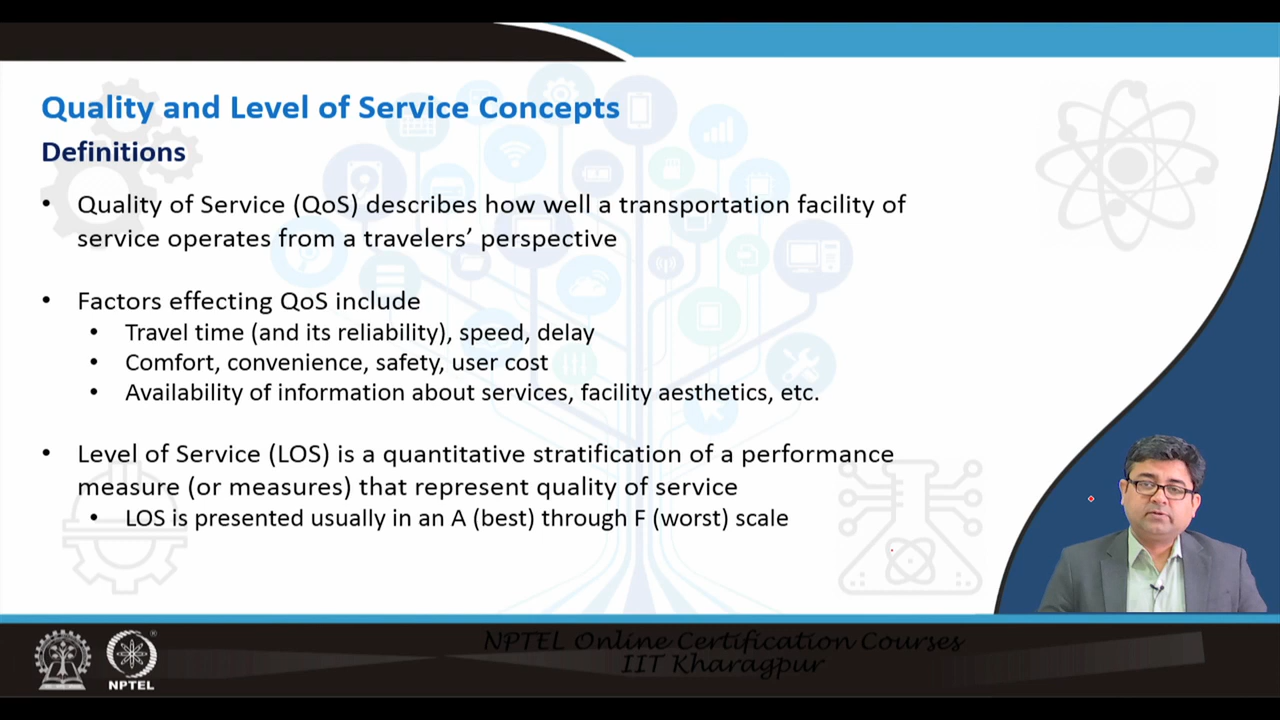 Quality and Level of Service Concepts
Definitions
• Quality of Service (QoS) describes how well a transportation facility of
service operates from a travelers’ perspective
• Factors effecting QoS include
• Travel time (and its reliability), speed, delay
• Comfort, convenience, safety, user cost
• Availability of information about services, facility aesthetics, etc.
• Level of Service (LOS) is a quantitative stratification of a performance
measure (or measures) that represent quality of service
• LOS is presented usually in an A (best) through F (worst) scale
NPTEL Online Certification Courses
IIT Kharagpur
NPTEL